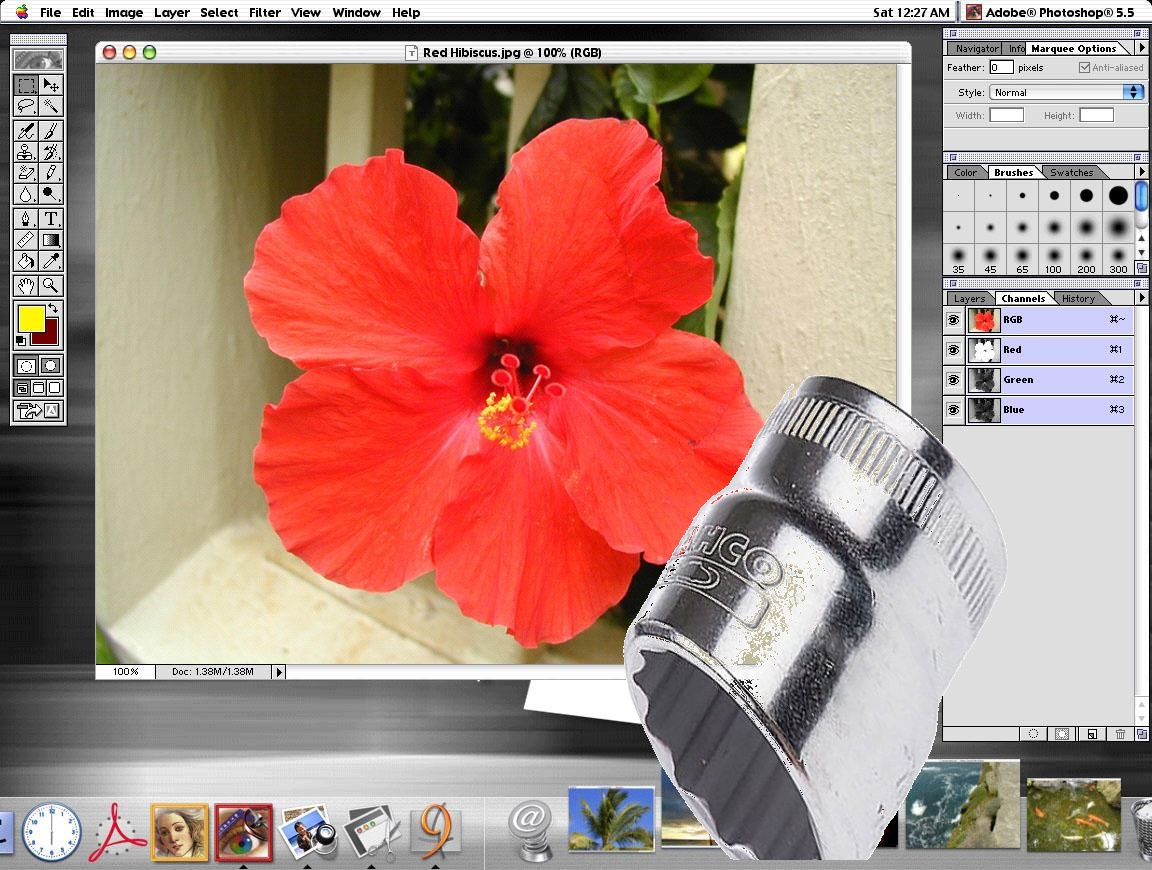 File Edit Image Layer Select Filter View Window Help
Sat 12:27 AM
Adobe® Photoshop® 5.5
Red Hibiscus.jpg @ 100% (RGB)
Navigator Info Marquee Options
Feather: 0 pixels Anti-aliased
Style: Normal
Width: Height:
Color Brushes Swatches
35 45 65 100 200 300
Layers Channels History
RGB ⌘~
Red ⌘1
Green ⌘2
Blue ⌘3
T
A
HCO
100% Doc: 1.38M/1.38M
@
9